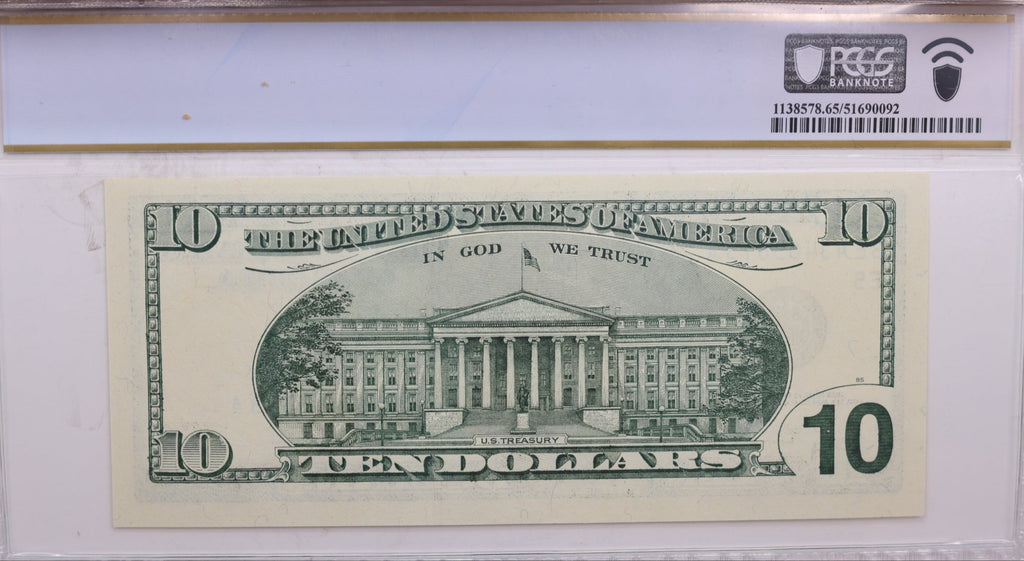 PCGS
BANKNOTE
1138578.65/51690092
10 THE UNITED STATES OF AMERICA 10
IN GOD WE TRUST
85
U.S. TREASURY
10 TEN DOLLARS 10